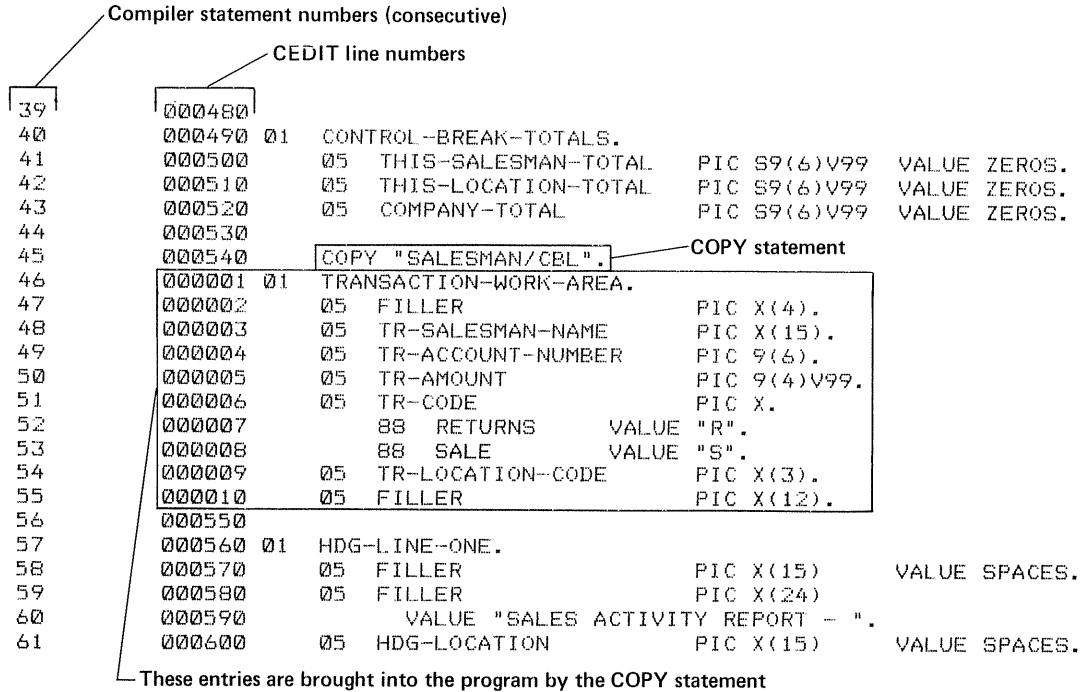 Compiler statement numbers (consecutive)
CEDIT line numbers
39 000480
40 000490 01 CONTROL-BREAK-TOTALS.
41 000500 05 THIS-SALESMAN-TOTAL PIC S9(6)V99 VALUE ZEROS.
42 000510 05 THIS-LOCATION-TOTAL PIC S9(6)V99 VALUE ZEROS.
43 000520 05 COMPANY-TOTAL PIC S9(6)V99 VALUE ZEROS.
44 000530
COPY statement
45 000540 COPY "SALESMAN/CBL".
46 000001 01 TRANSACTION-WORK-AREA.
47 000002 05 FILLER PIC X(4).
48 000003 05 TR-SALESMAN-NAME PIC X(15).
49 000004 05 TR-ACCOUNT-NUMBER PIC 9(6).
50 000005 05 TR-AMOUNT PIC 9(4)V99.
51 000006 05 TR-CODE PIC X.
52 000007 88 RETURNS VALUE "R".
53 000008 88 SALE VALUE "S".
54 000009 05 TR-LOCATION-CODE PIC X(3).
55 000010 05 FILLER PIC X(12).
56 000550
57 000560 01 HDG-LINE-ONE.
58 000570 05 FILLER PIC X(15) VALUE SPACES.
59 000580 05 FILLER PIC X(24)
60 000590 VALUE "SALES ACTIVITY REPORT - ".
61 000600 05 HDG-LOCATION PIC X(15) VALUE SPACES.
These entries are brought into the program by the COPY statement